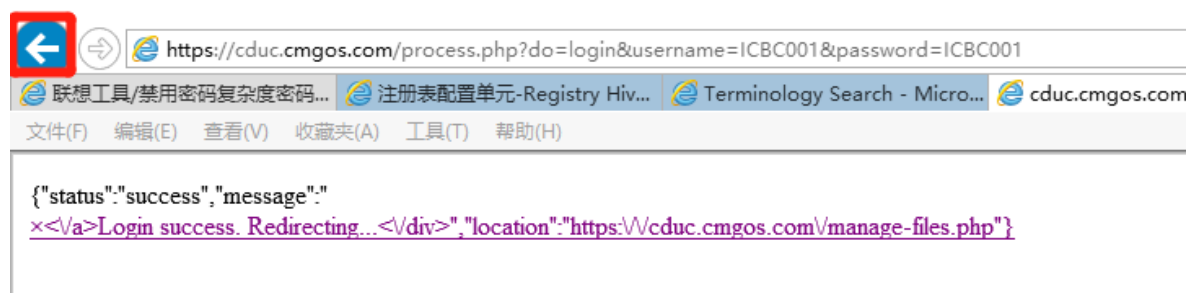 https://cduc.cmgos.com/process.php?do=login&username=ICBC001&password=ICBC001
联想工具/禁用密码复杂度密码... 注册表配置单元-Registry Hiv... Terminology Search - Micro... cduc.cmgos.com
文件(F) 编辑(E) 查看(V) 收藏夹(A) 工具(T) 帮助(H)
{"status":"success","message":"
×<\/a>Login success. Redirecting...<\/div>","location":"https:\/\/cduc.cmgos.com\/manage-files.php"}